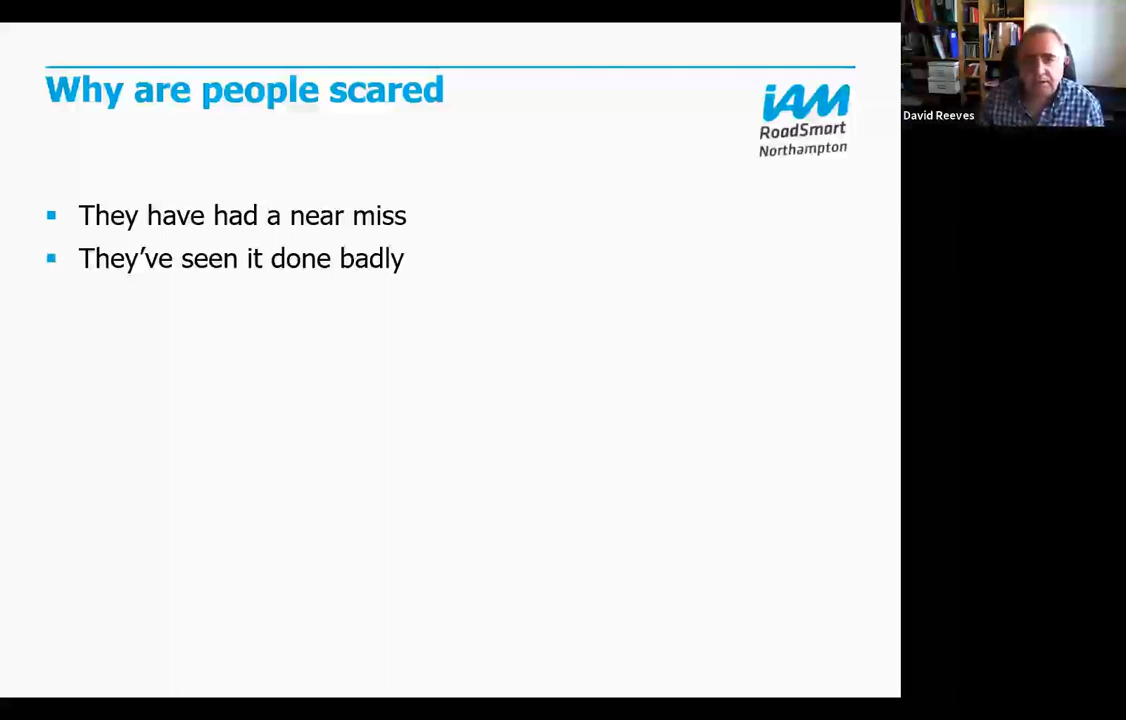 Why are people scared
iAM
RoadSmart
Northampton
David Reeves
▪ They have had a near miss
▪ They’ve seen it done badly